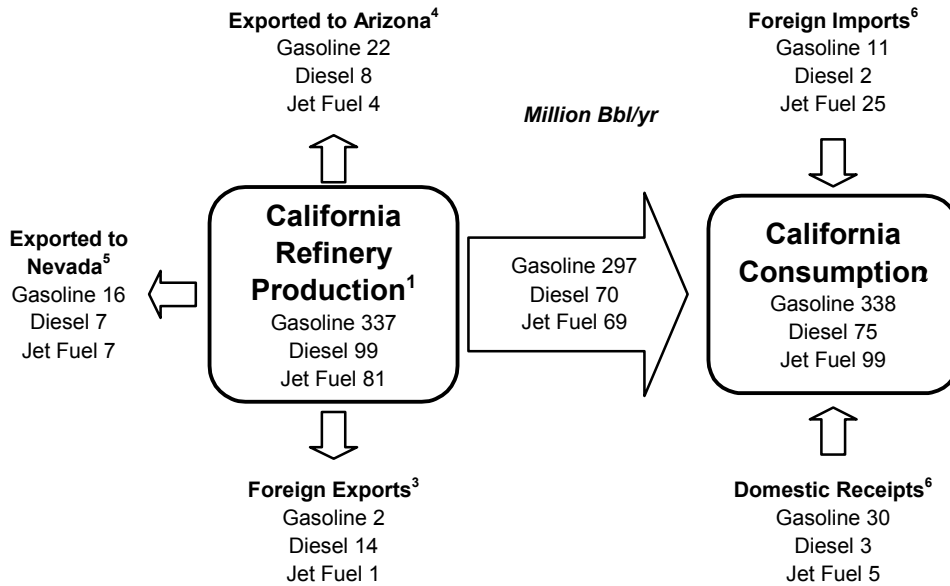 Exported to Arizona⁴
Gasoline 22
Diesel 8
Jet Fuel 4
Foreign Imports⁶
Gasoline 11
Diesel 2
Jet Fuel 25
Million Bbl/yr
Exported to
Nevada⁵
Gasoline 16
Diesel 7
Jet Fuel 7
California
Refinery
Production¹
Gasoline 337
Diesel 99
Jet Fuel 81
Gasoline 297
Diesel 70
Jet Fuel 69
California
Consumption
Gasoline 338
Diesel 75
Jet Fuel 99
Foreign Exports³
Gasoline 2
Diesel 14
Jet Fuel 1
Domestic Receipts⁶
Gasoline 30
Diesel 3
Jet Fuel 5